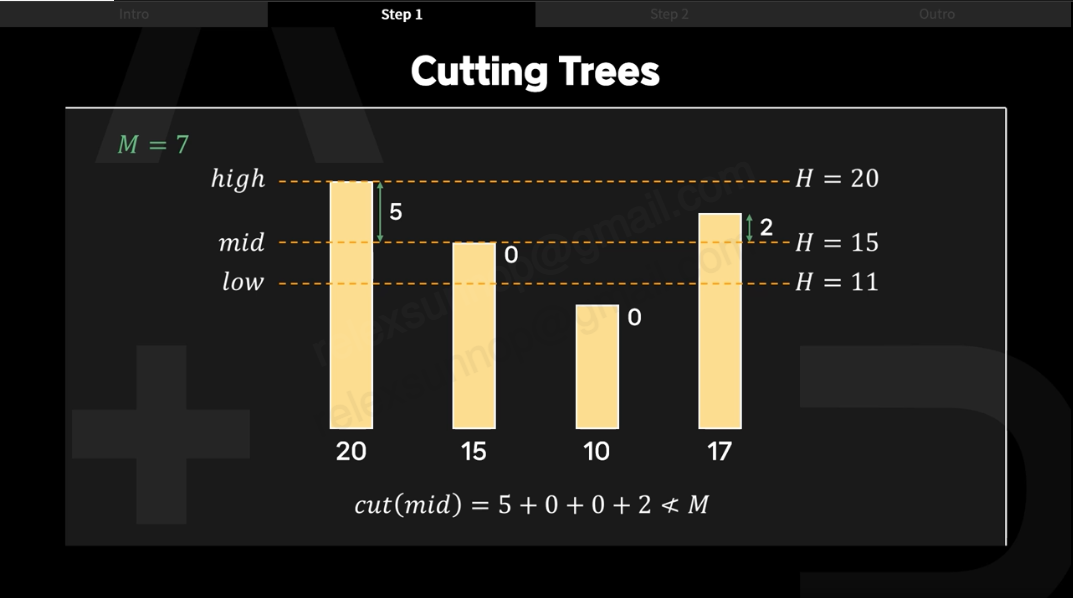 Intro Step 1 Step 2 Outro
Cutting Trees
M = 7
high H = 20
5
2
mid H = 15
0
low H = 11
0
20 15 10 17
cut(mid) = 5 + 0 + 0 + 2 ≮ M